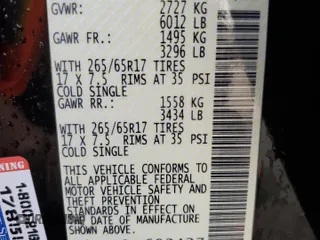 GVWR: 2727 KG
6012 LB
GAWR FR.: 1495 KG
3296 LB
WITH 265/65R17 TIRES
17 X 7.5 RIMS AT 35 PSI
COLD SINGLE
GAWR RR.: 1558 KG
3434 LB
WITH 265/65R17 TIRES
17 X 7.5 RIMS AT 35 PSI
COLD SINGLE
THIS VEHICLE CONFORMS TO
ALL APPLICABLE FEDERAL
MOTOR VEHICLE SAFETY AND
THEFT PREVENTION
STANDARDS IN EFFECT ON
THE DATE OF MANUFACTURE
SHOWN ABOVE.